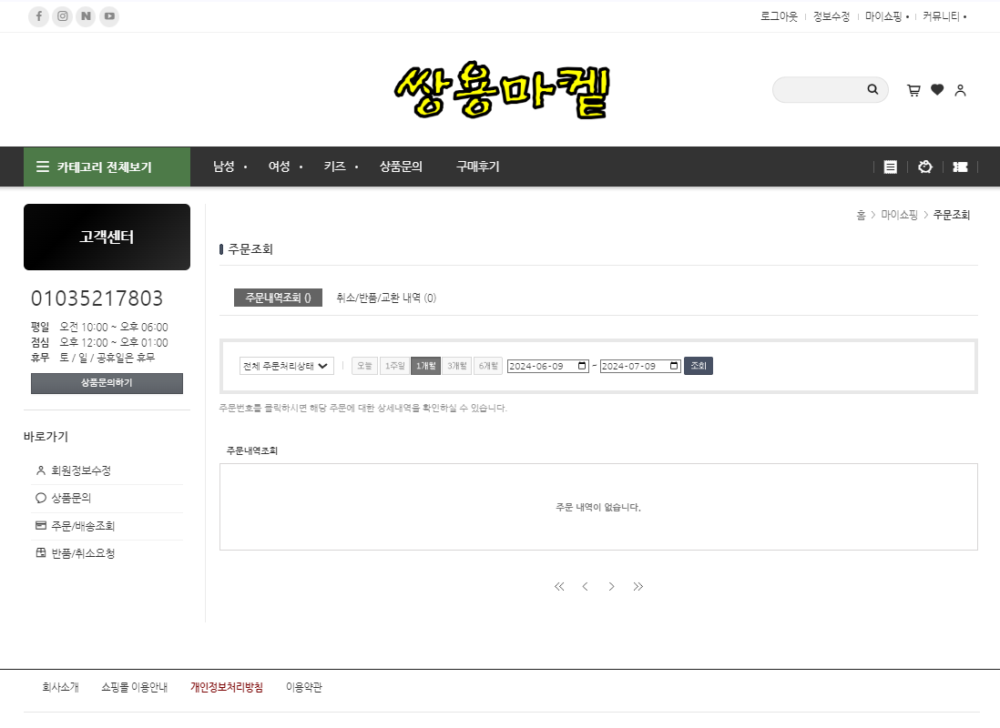 로그아웃 정보수정 마이쇼핑 • 커뮤니티 •
쌍용마켙
카테고리 전체보기 남성 • 여성 • 키즈 • 상품문의 구매후기
홈 > 마이쇼핑 > 주문조회
고객센터
01035217803
평일 오전 10:00 ~ 오후 06:00
점심 오후 12:00 ~ 오후 01:00
휴무 토 / 일 / 공휴일은 휴무
상품문의하기
바로가기
회원정보수정
상품문의
주문/배송조회
반품/취소요청
주문조회
주문내역조회 () 취소/반품/교환 내역 (0)
전체 주문처리상태 오늘 1주일 1개월 3개월 6개월 2024-06-09 ~ 2024-07-09 조회
주문번호를 클릭하시면 해당 주문에 대한 상세내역을 확인하실 수 있습니다.
주문내역조회
주문 내역이 없습니다.
회사소개 쇼핑몰 이용안내 개인정보처리방침 이용약관